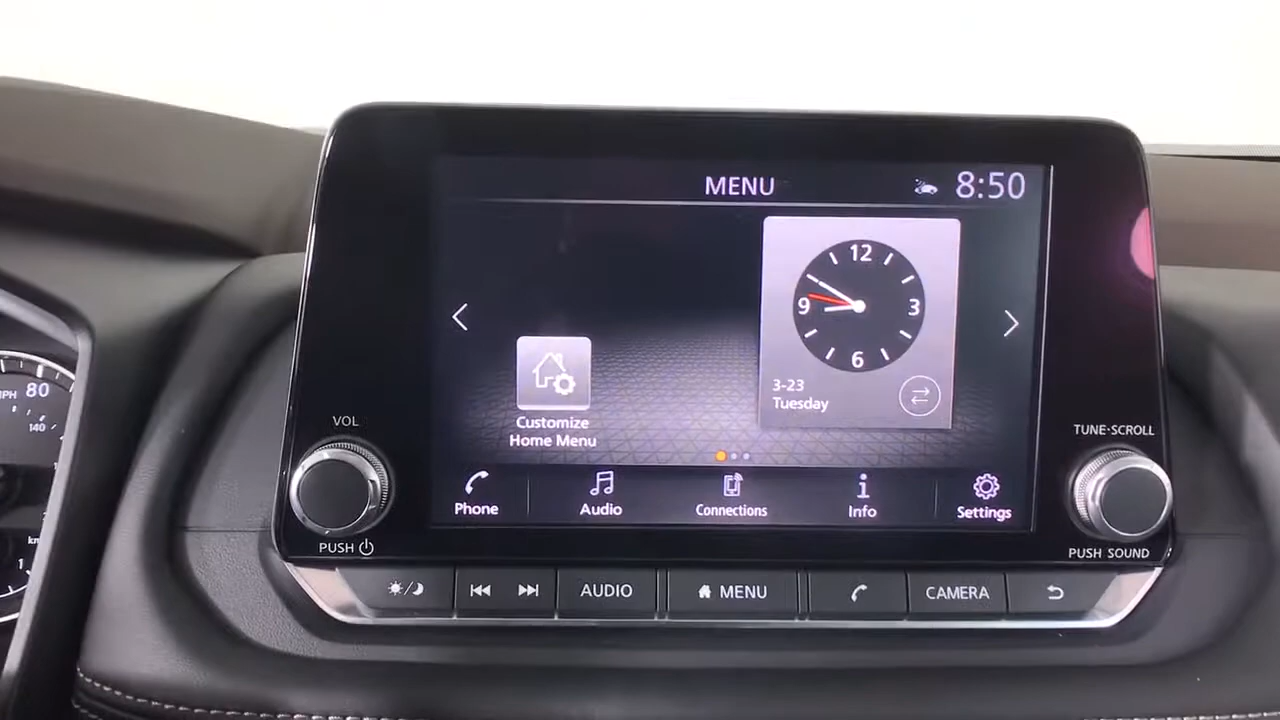 MENU
8:50
12
9
3
6
3-23
Tuesday
Customize
Home Menu
Phone
Audio
Connections
Info
Settings
VOL
PUSH
TUNE·SCROLL
PUSH SOUND
AUDIO
MENU
CAMERA
80
140